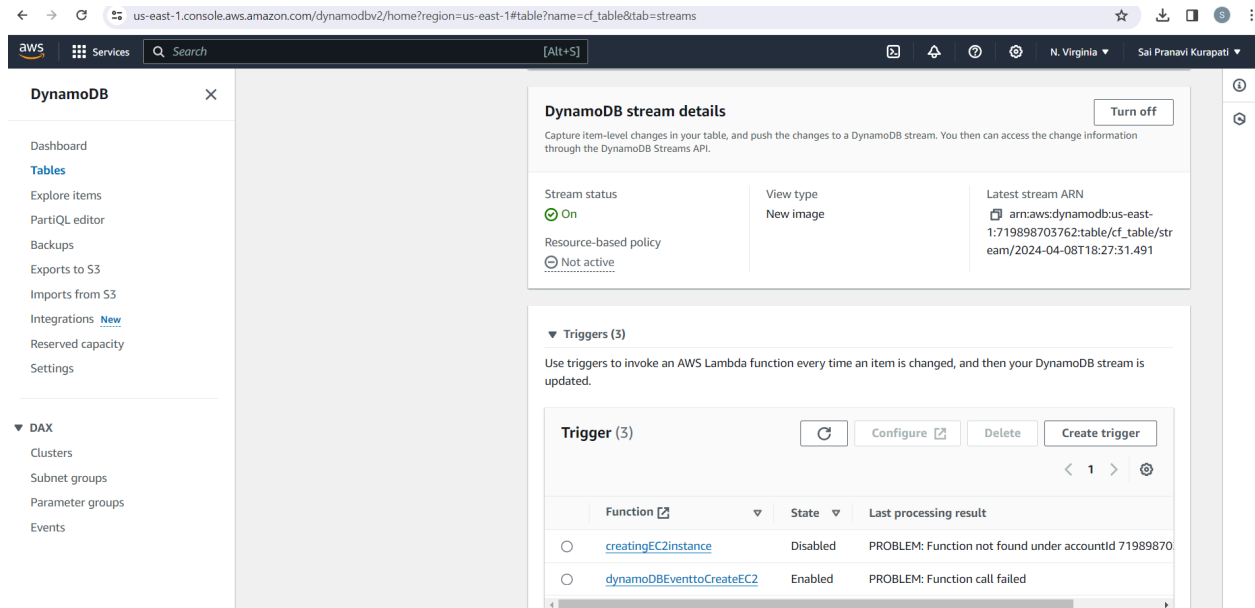 us-east-1.console.aws.amazon.com/dynamodbv2/home?region=us-east-1#table?name=cf_table&tab=streams
S
aws
Services
Search
[Alt+S]
N. Virginia ▼
Sai Pranavi Kurapati ▼
DynamoDB
Dashboard
Tables
Explore items
PartiQL editor
Backups
Exports to S3
Imports from S3
Integrations New
Reserved capacity
Settings
▼ DAX
Clusters
Subnet groups
Parameter groups
Events
DynamoDB stream details
Turn off
Capture item-level changes in your table, and push the changes to a DynamoDB stream. You then can access the change information
through the DynamoDB Streams API.
Stream status
On
Resource-based policy
Not active
View type
New image
Latest stream ARN
arn:aws:dynamodb:us-east-
1:719898703762:table/cf_table/str
eam/2024-04-08T18:27:31.491
▼ Triggers (3)
Use triggers to invoke an AWS Lambda function every time an item is changed, and then your DynamoDB stream is
updated.
Trigger (3)
Configure
Delete
Create trigger
1
Function
State
Last processing result
creatingEC2instance
Disabled
PROBLEM: Function not found under accountId 71989870
dynamoDBEventtoCreateEC2
Enabled
PROBLEM: Function call failed